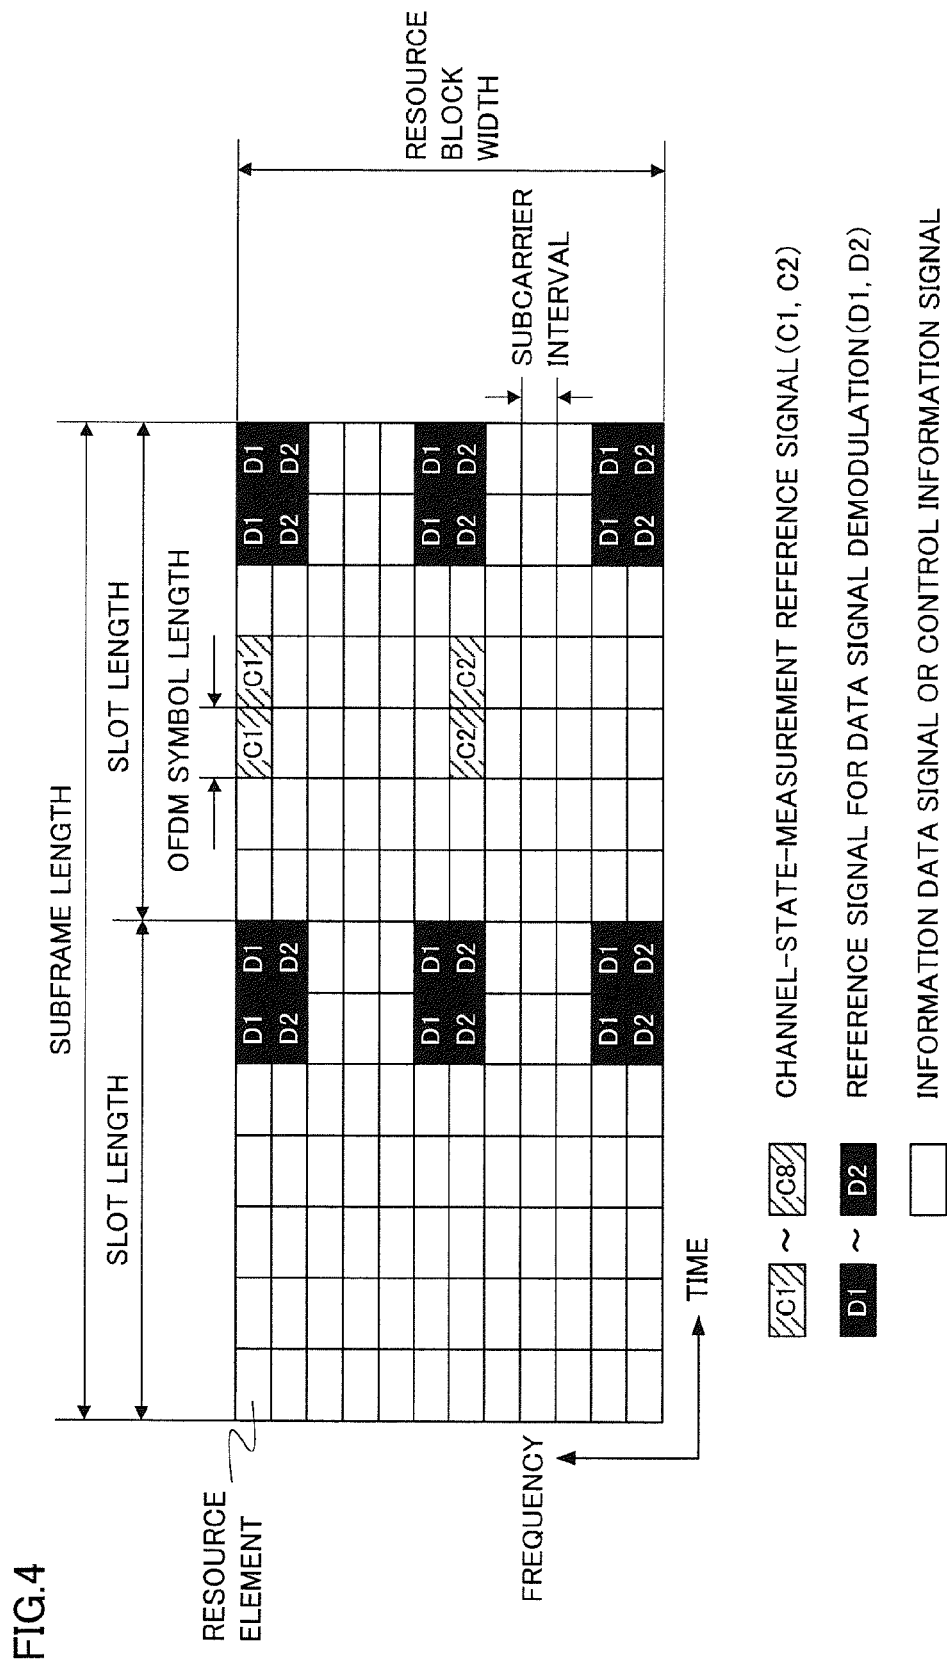 FIG.4
SUBFRAME LENGTH
SLOT LENGTH
SLOT LENGTH
OFDM SYMBOL LENGTH
RESOURCE
ELEMENT
D1 D1 C1 C1 D1 D1
D2 D2 D2 D2
D1 D1 D1 D1
D2 D2 C2 C2 D2 D2
D1 D1 D1 D1
D2 D2 D2 D2
SUBCARRIER
INTERVAL
RESOURCE
BLOCK
WIDTH
FREQUENCY
TIME
C1 ~ C8 CHANNEL-STATE-MEASUREMENT REFERENCE SIGNAL(C1, C2)
D1 ~ D2 REFERENCE SIGNAL FOR DATA SIGNAL DEMODULATION(D1, D2)
INFORMATION DATA SIGNAL OR CONTROL INFORMATION SIGNAL